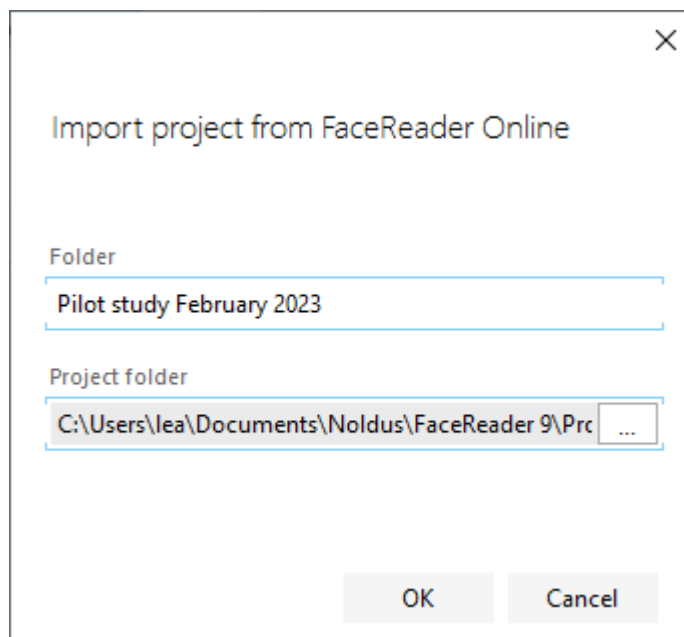 Import project from FaceReader Online
Folder
Pilot study February 2023
Project folder
C:\Users\lea\Documents\Noldus\FaceReader 9\Prc
...
OK Cancel